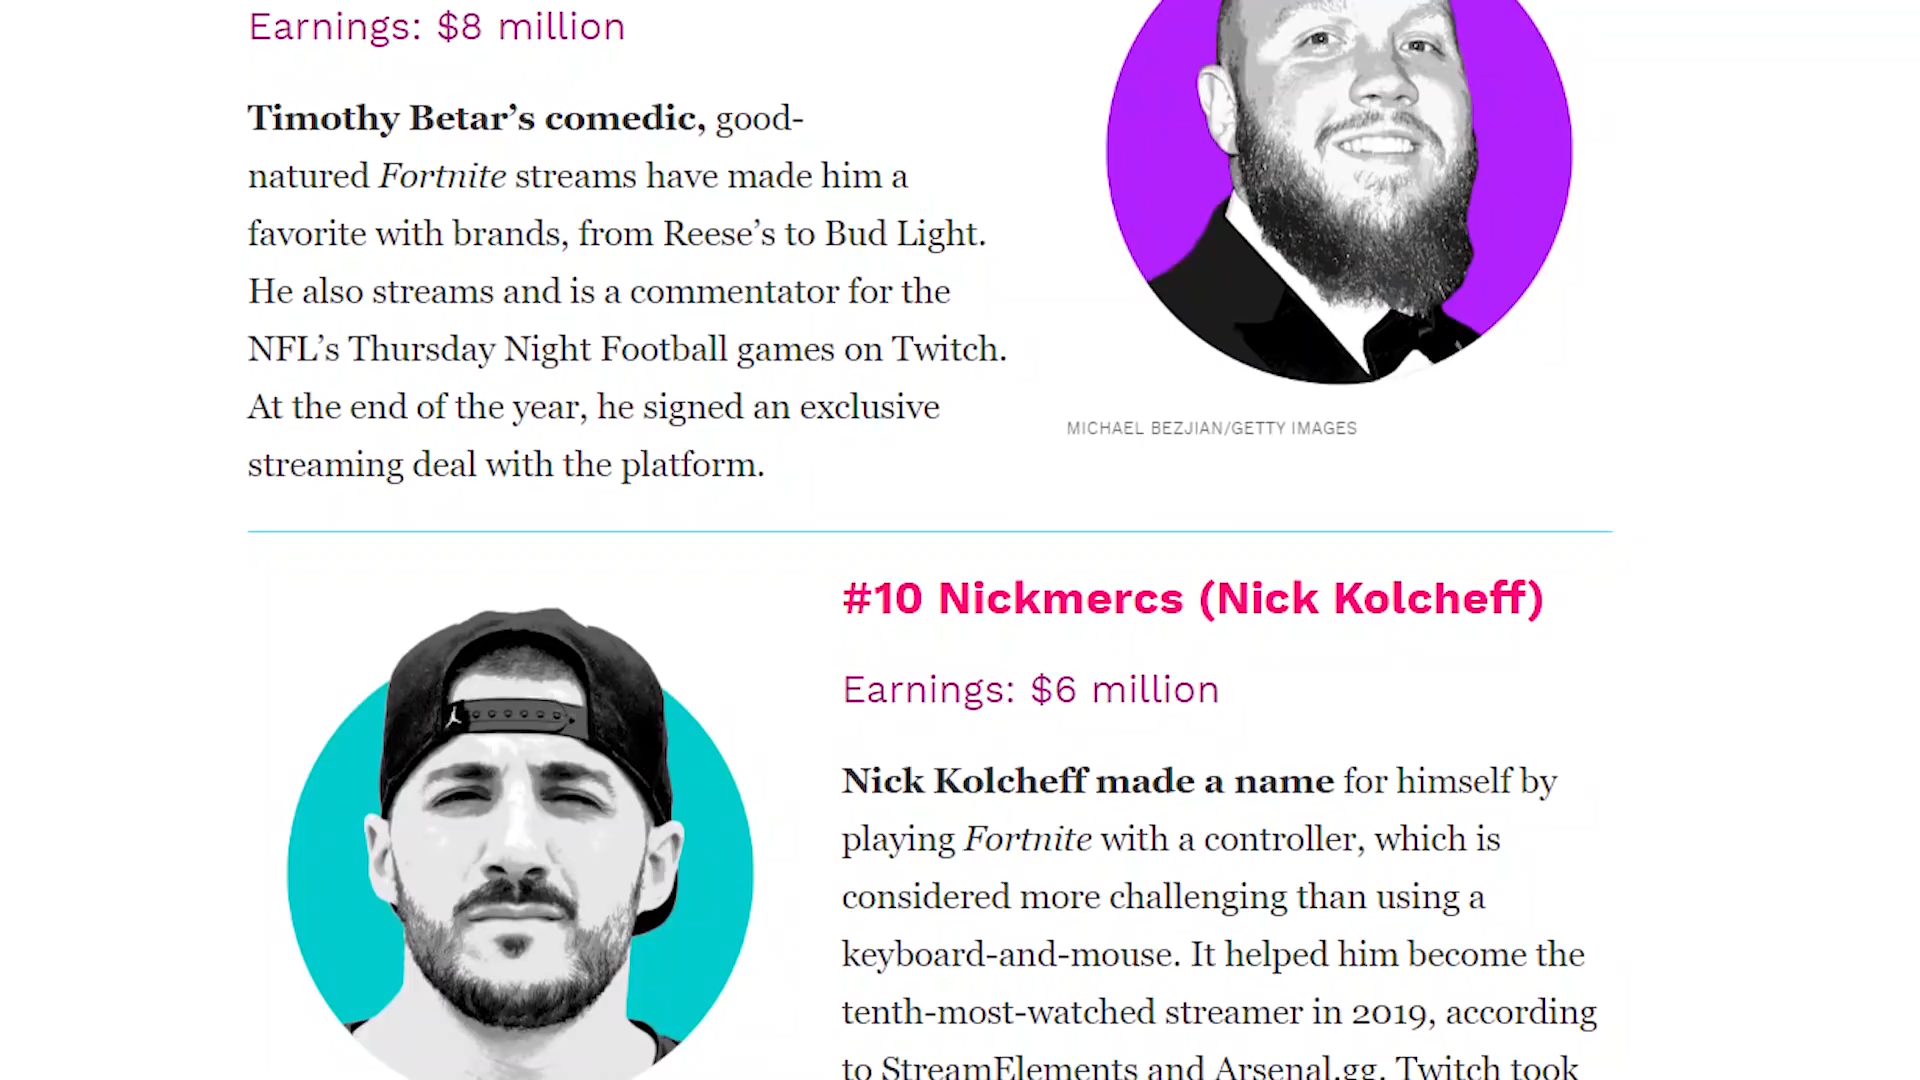 Earnings: $8 million
Timothy Betar’s comedic, good-
natured Fortnite streams have made him a
favorite with brands, from Reese’s to Bud Light.
He also streams and is a commentator for the
NFL’s Thursday Night Football games on Twitch.
At the end of the year, he signed an exclusive
streaming deal with the platform.
MICHAEL BEZJIAN/GETTY IMAGES
#10 Nickmercs (Nick Kolcheff)
Earnings: $6 million
Nick Kolcheff made a name for himself by
playing Fortnite with a controller, which is
considered more challenging than using a
keyboard-and-mouse. It helped him become the
tenth-most-watched streamer in 2019, according
to StreamElements and Arsenal.gg. Twitch took